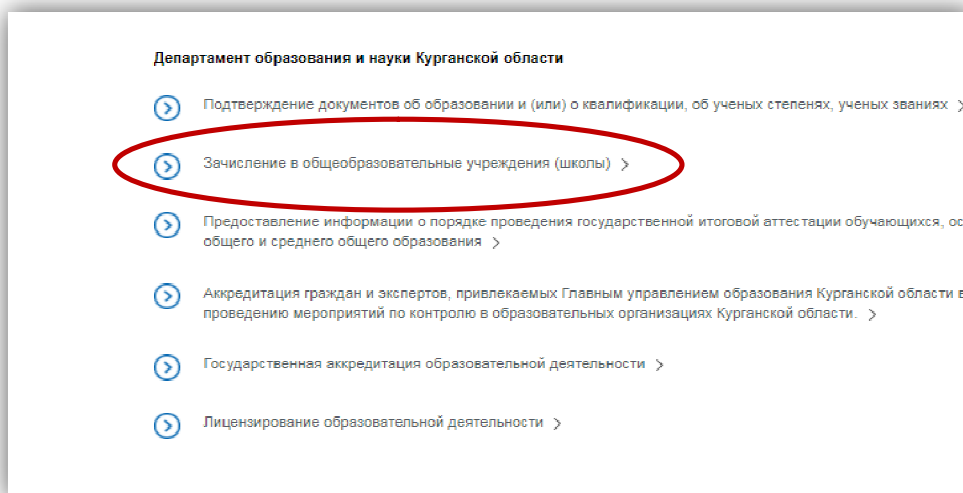 Департамент образования и науки Курганской области
Подтверждение документов об образовании и (или) о квалификации, об ученых степенях, ученых званиях
Зачисление в общеобразовательные учреждения (школы)
Предоставление информации о порядке проведения государственной итоговой аттестации обучающихся, ос
общего и среднего общего образования
Аккредитация граждан и экспертов, привлекаемых Главным управлением образования Курганской области в
проведению мероприятий по контролю в образовательных организациях Курганской области.
Государственная аккредитация образовательной деятельности
Лицензирование образовательной деятельности